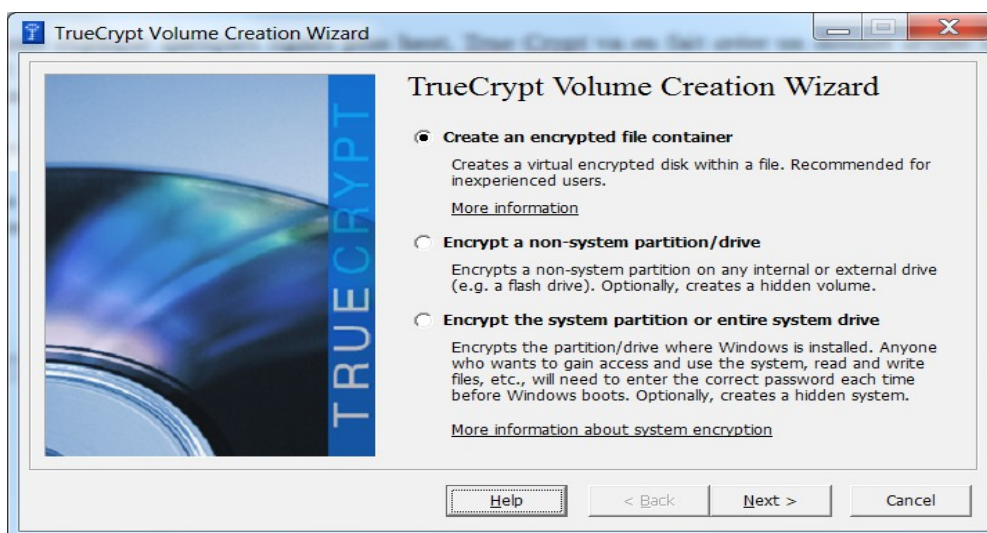 TrueCrypt Volume Creation Wizard
TRUECRYPT
TrueCrypt Volume Creation Wizard
Create an encrypted file container
Creates a virtual encrypted disk within a file. Recommended for
inexperienced users.
More information
Encrypt a non-system partition/drive
Encrypts a non-system partition on any internal or external drive
(e.g. a flash drive). Optionally, creates a hidden volume.
Encrypt the system partition or entire system drive
Encrypts the partition/drive where Windows is installed. Anyone
who wants to gain access and use the system, read and write
files, etc., will need to enter the correct password each time
before Windows boots. Optionally, creates a hidden system.
More information about system encryption
Help < Back Next > Cancel